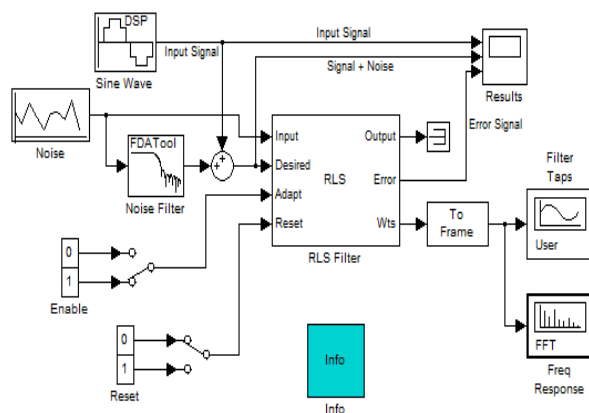 DSP
Input Signal
Input Signal
Sine Wave
Signal + Noise
Results
Noise
FDATool
Noise Filter
+
+
Input
Desired
Adapt
Reset
RLS
Output
Error
Wts
RLS Filter
Error Signal
To
Frame
Filter
Taps
User
FFT
Freq
Response
0
1
Enable
0
1
Reset
Info
Info